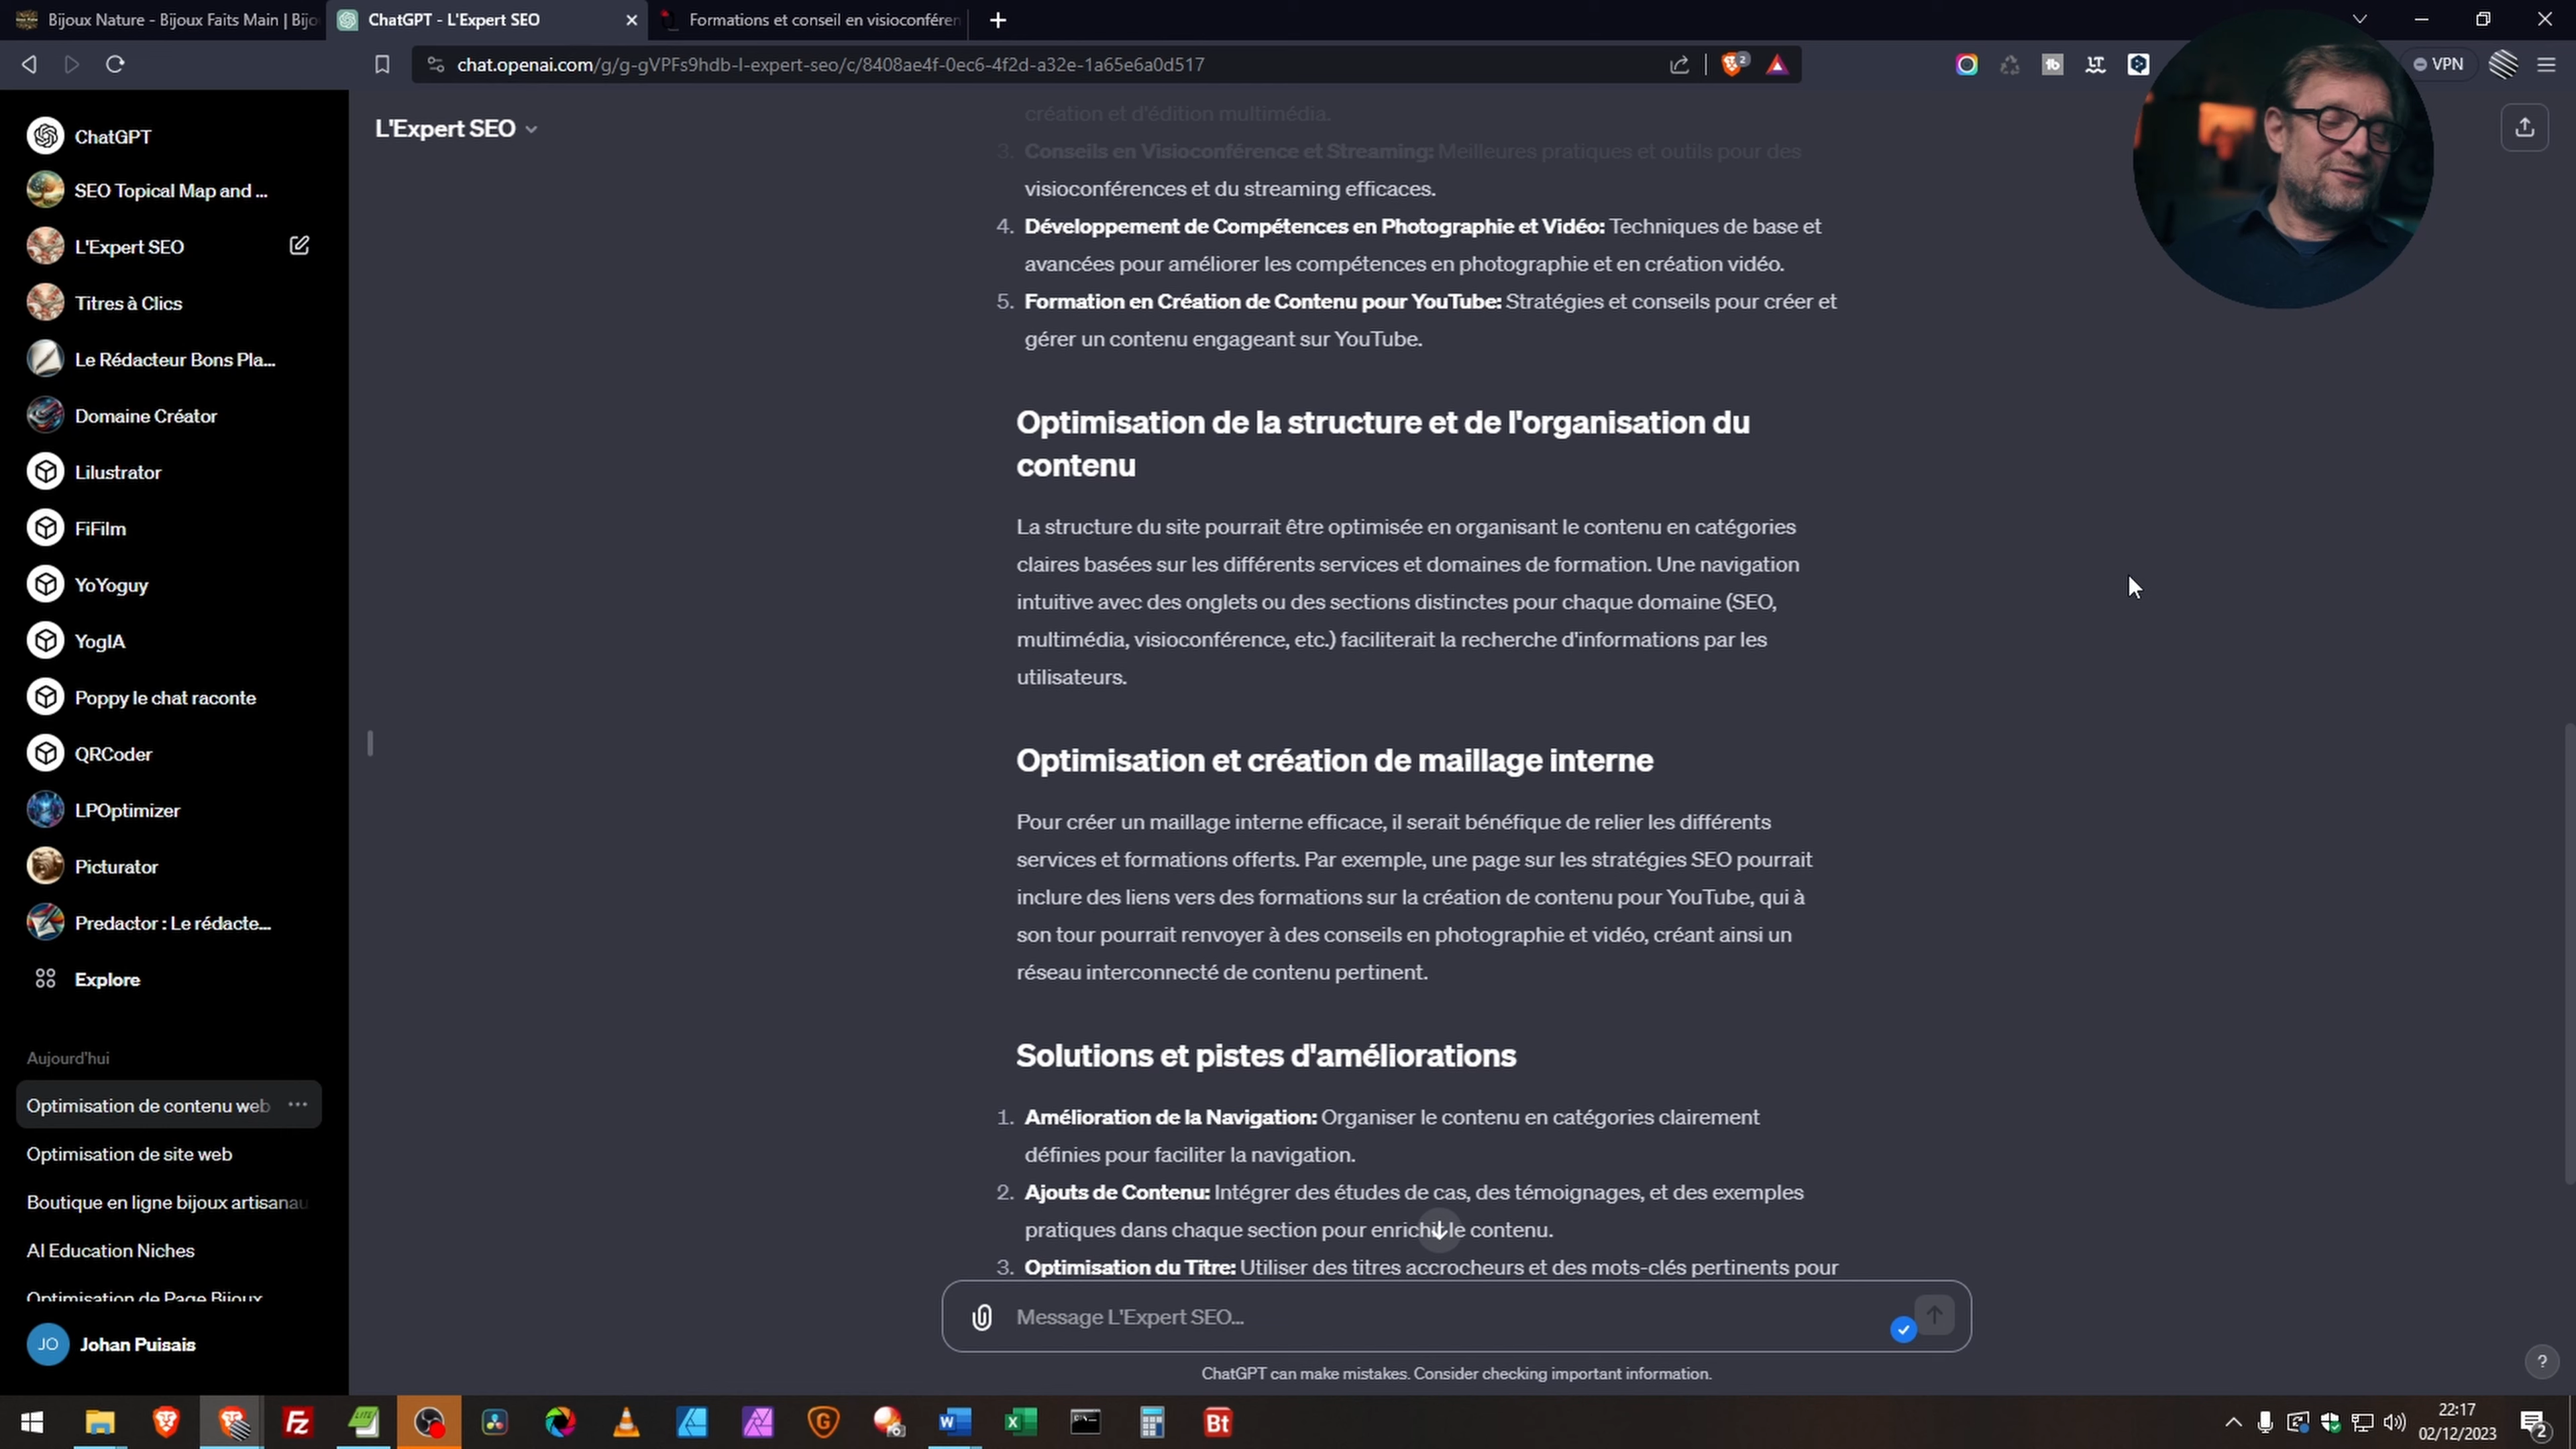 Bijoux Nature - Bijoux Faits Main | Bijo
ChatGPT - L'Expert SEO
Formations et conseil en visioconféren
chat.openai.com/g/g-gVPFs9hdb-l-expert-seo/c/8408ae4f-0ec6-4f2d-a32e-1a65e6a0d517
2
VPN
ChatGPT
SEO Topical Map and ...
L'Expert SEO
Titres à Clics
Le Rédacteur Bons Pla...
Domaine Créator
Lilustrator
FiFilm
YoYoguy
YogIA
Poppy le chat raconte
QRCoder
LPOptimizer
Picturator
Predactor : Le rédacte...
Explore
Aujourd'hui
Optimisation de contenu web
Optimisation de site web
Boutique en ligne bijoux artisanau
AI Education Niches
Optimisation de Page Bijoux
JO
Johan Puisais
L'Expert SEO
création et d'édition multimédia.
3. Conseils en Visioconférence et Streaming: Meilleures pratiques et outils pour des
visioconférences et du streaming efficaces.
4. Développement de Compétences en Photographie et Vidéo: Techniques de base et
avancées pour améliorer les compétences en photographie et en création vidéo.
5. Formation en Création de Contenu pour YouTube: Stratégies et conseils pour créer et
gérer un contenu engageant sur YouTube.
Optimisation de la structure et de l'organisation du
contenu
La structure du site pourrait être optimisée en organisant le contenu en catégories
claires basées sur les différents services et domaines de formation. Une navigation
intuitive avec des onglets ou des sections distinctes pour chaque domaine (SEO,
multimédia, visioconférence, etc.) faciliterait la recherche d'informations par les
utilisateurs.
Optimisation et création de maillage interne
Pour créer un maillage interne efficace, il serait bénéfique de relier les différents
services et formations offerts. Par exemple, une page sur les stratégies SEO pourrait
inclure des liens vers des formations sur la création de contenu pour YouTube, qui à
son tour pourrait renvoyer à des conseils en photographie et vidéo, créant ainsi un
réseau interconnecté de contenu pertinent.
Solutions et pistes d'améliorations
1. Amélioration de la Navigation: Organiser le contenu en catégories clairement
définies pour faciliter la navigation.
2. Ajouts de Contenu: Intégrer des études de cas, des témoignages, et des exemples
pratiques dans chaque section pour enrichir le contenu.
3. Optimisation du Titre: Utiliser des titres accrocheurs et des mots-clés pertinents pour
Message L'Expert SEO...
ChatGPT can make mistakes. Consider checking important information.
?
Fz
LITE
G
W
X
Bt
22:17
02/12/2023
2